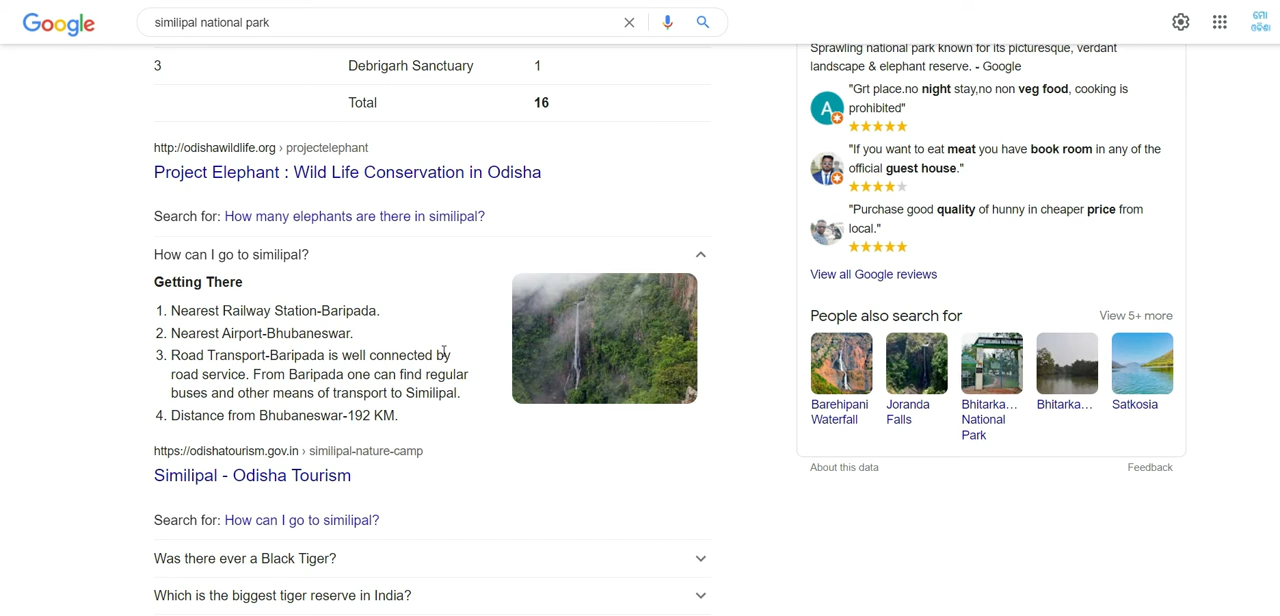 Google
similipal national park
ମୋ
ଓଡ଼ିଶା
3 Debrigarh Sanctuary 1
Total 16
http://odishawildlife.org › projectelephant
Project Elephant : Wild Life Conservation in Odisha
Search for: How many elephants are there in similipal?
How can I go to similipal?
Getting There
1. Nearest Railway Station-Baripada.
2. Nearest Airport-Bhubaneswar.
3. Road Transport-Baripada is well connected by
road service. From Baripada one can find regular
buses and other means of transport to Similipal.
4. Distance from Bhubaneswar-192 KM.
https://odishatourism.gov.in › similipal-nature-camp
Similipal - Odisha Tourism
Search for: How can I go to similipal?
Was there ever a Black Tiger?
Which is the biggest tiger reserve in India?
Sprawling national park known for its picturesque, verdant
landscape & elephant reserve. - Google
A
"Grt place.no night stay,no non veg food, cooking is
prohibited"
"If you want to eat meat you have book room in any of the
official guest house."
"Purchase good quality of hunny in cheaper price from
local."
View all Google reviews
People also search for View 5+ more
Barehipani
Waterfall
Joranda
Falls
Bhitarka...
National
Park
Bhitarka...
Satkosia
About this data Feedback